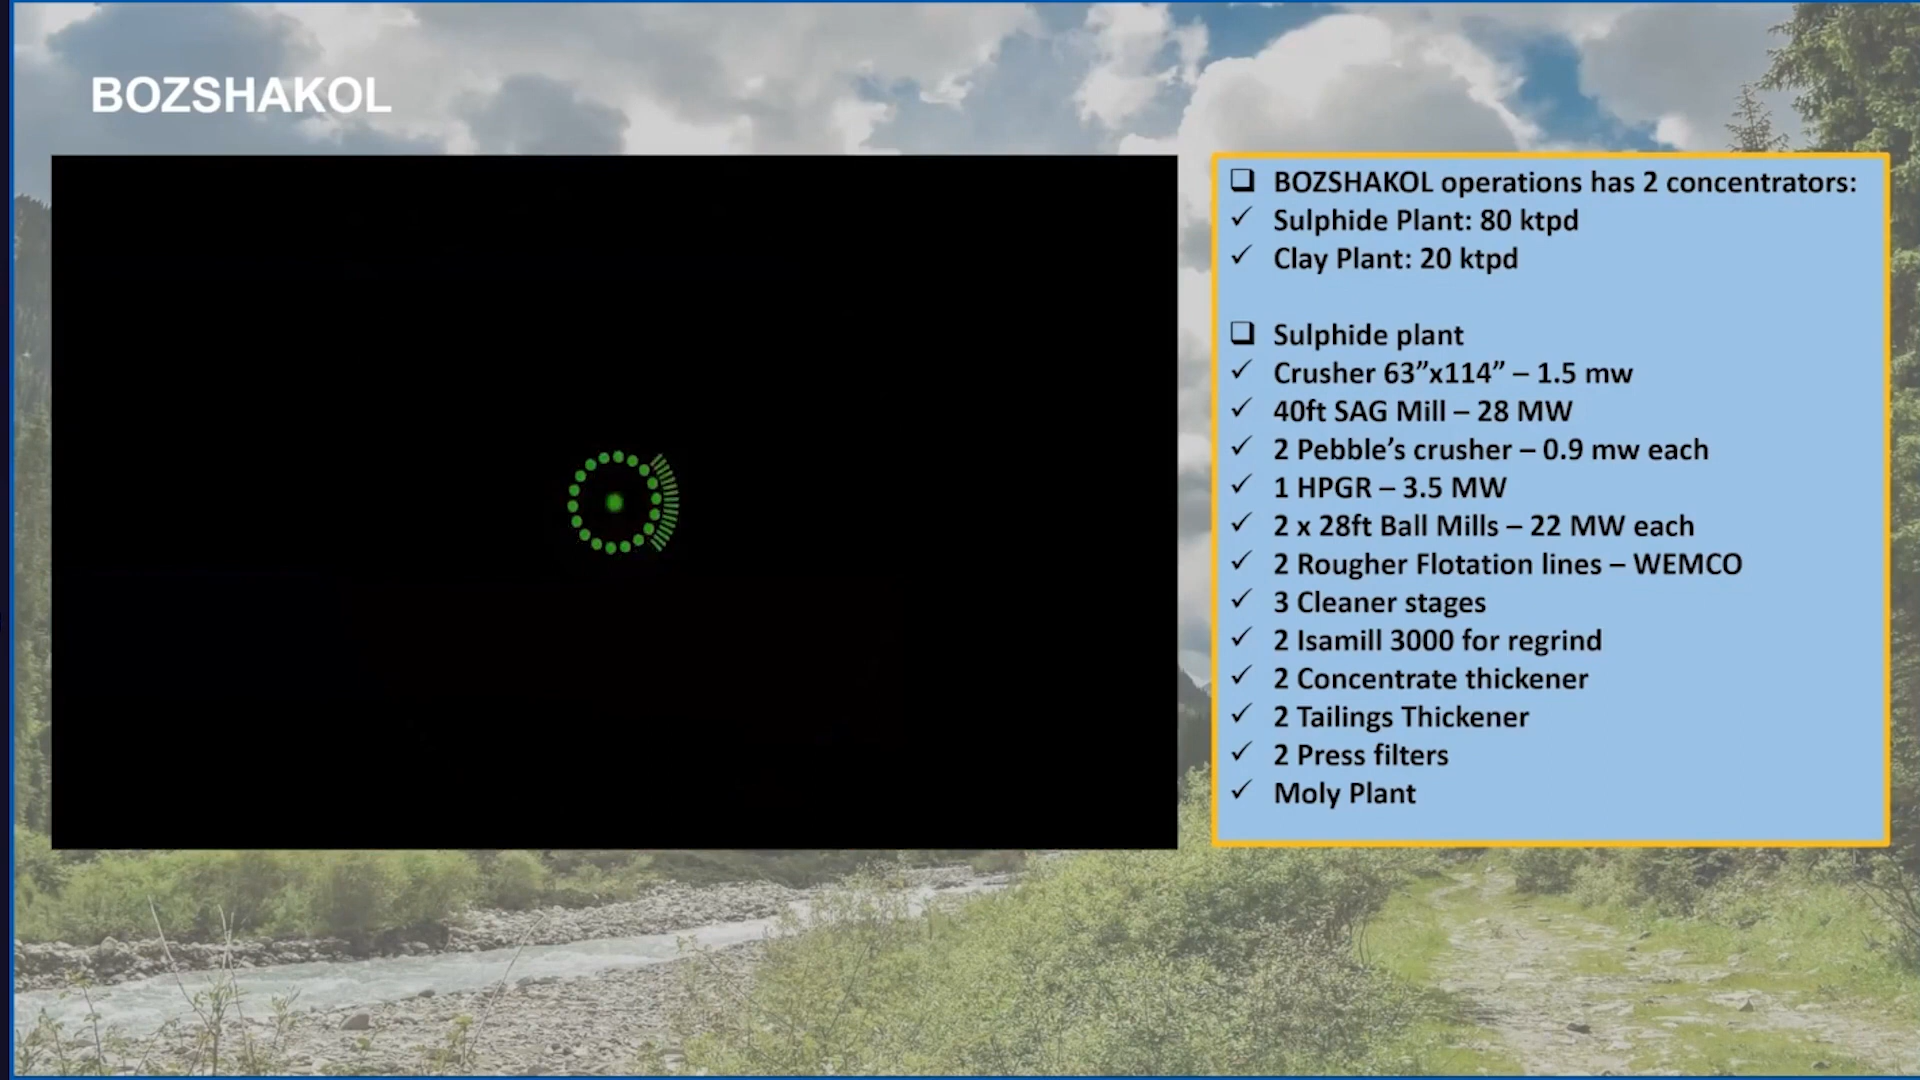 BOZSHAKOL
❑ BOZSHAKOL operations has 2 concentrators:
✓ Sulphide Plant: 80 ktpd
✓ Clay Plant: 20 ktpd
❑ Sulphide plant
✓ Crusher 63”x114” – 1.5 mw
✓ 40ft SAG Mill – 28 MW
✓ 2 Pebble’s crusher – 0.9 mw each
✓ 1 HPGR – 3.5 MW
✓ 2 x 28ft Ball Mills – 22 MW each
✓ 2 Rougher Flotation lines – WEMCO
✓ 3 Cleaner stages
✓ 2 Isamill 3000 for regrind
✓ 2 Concentrate thickener
✓ 2 Tailings Thickener
✓ 2 Press filters
✓ Moly Plant